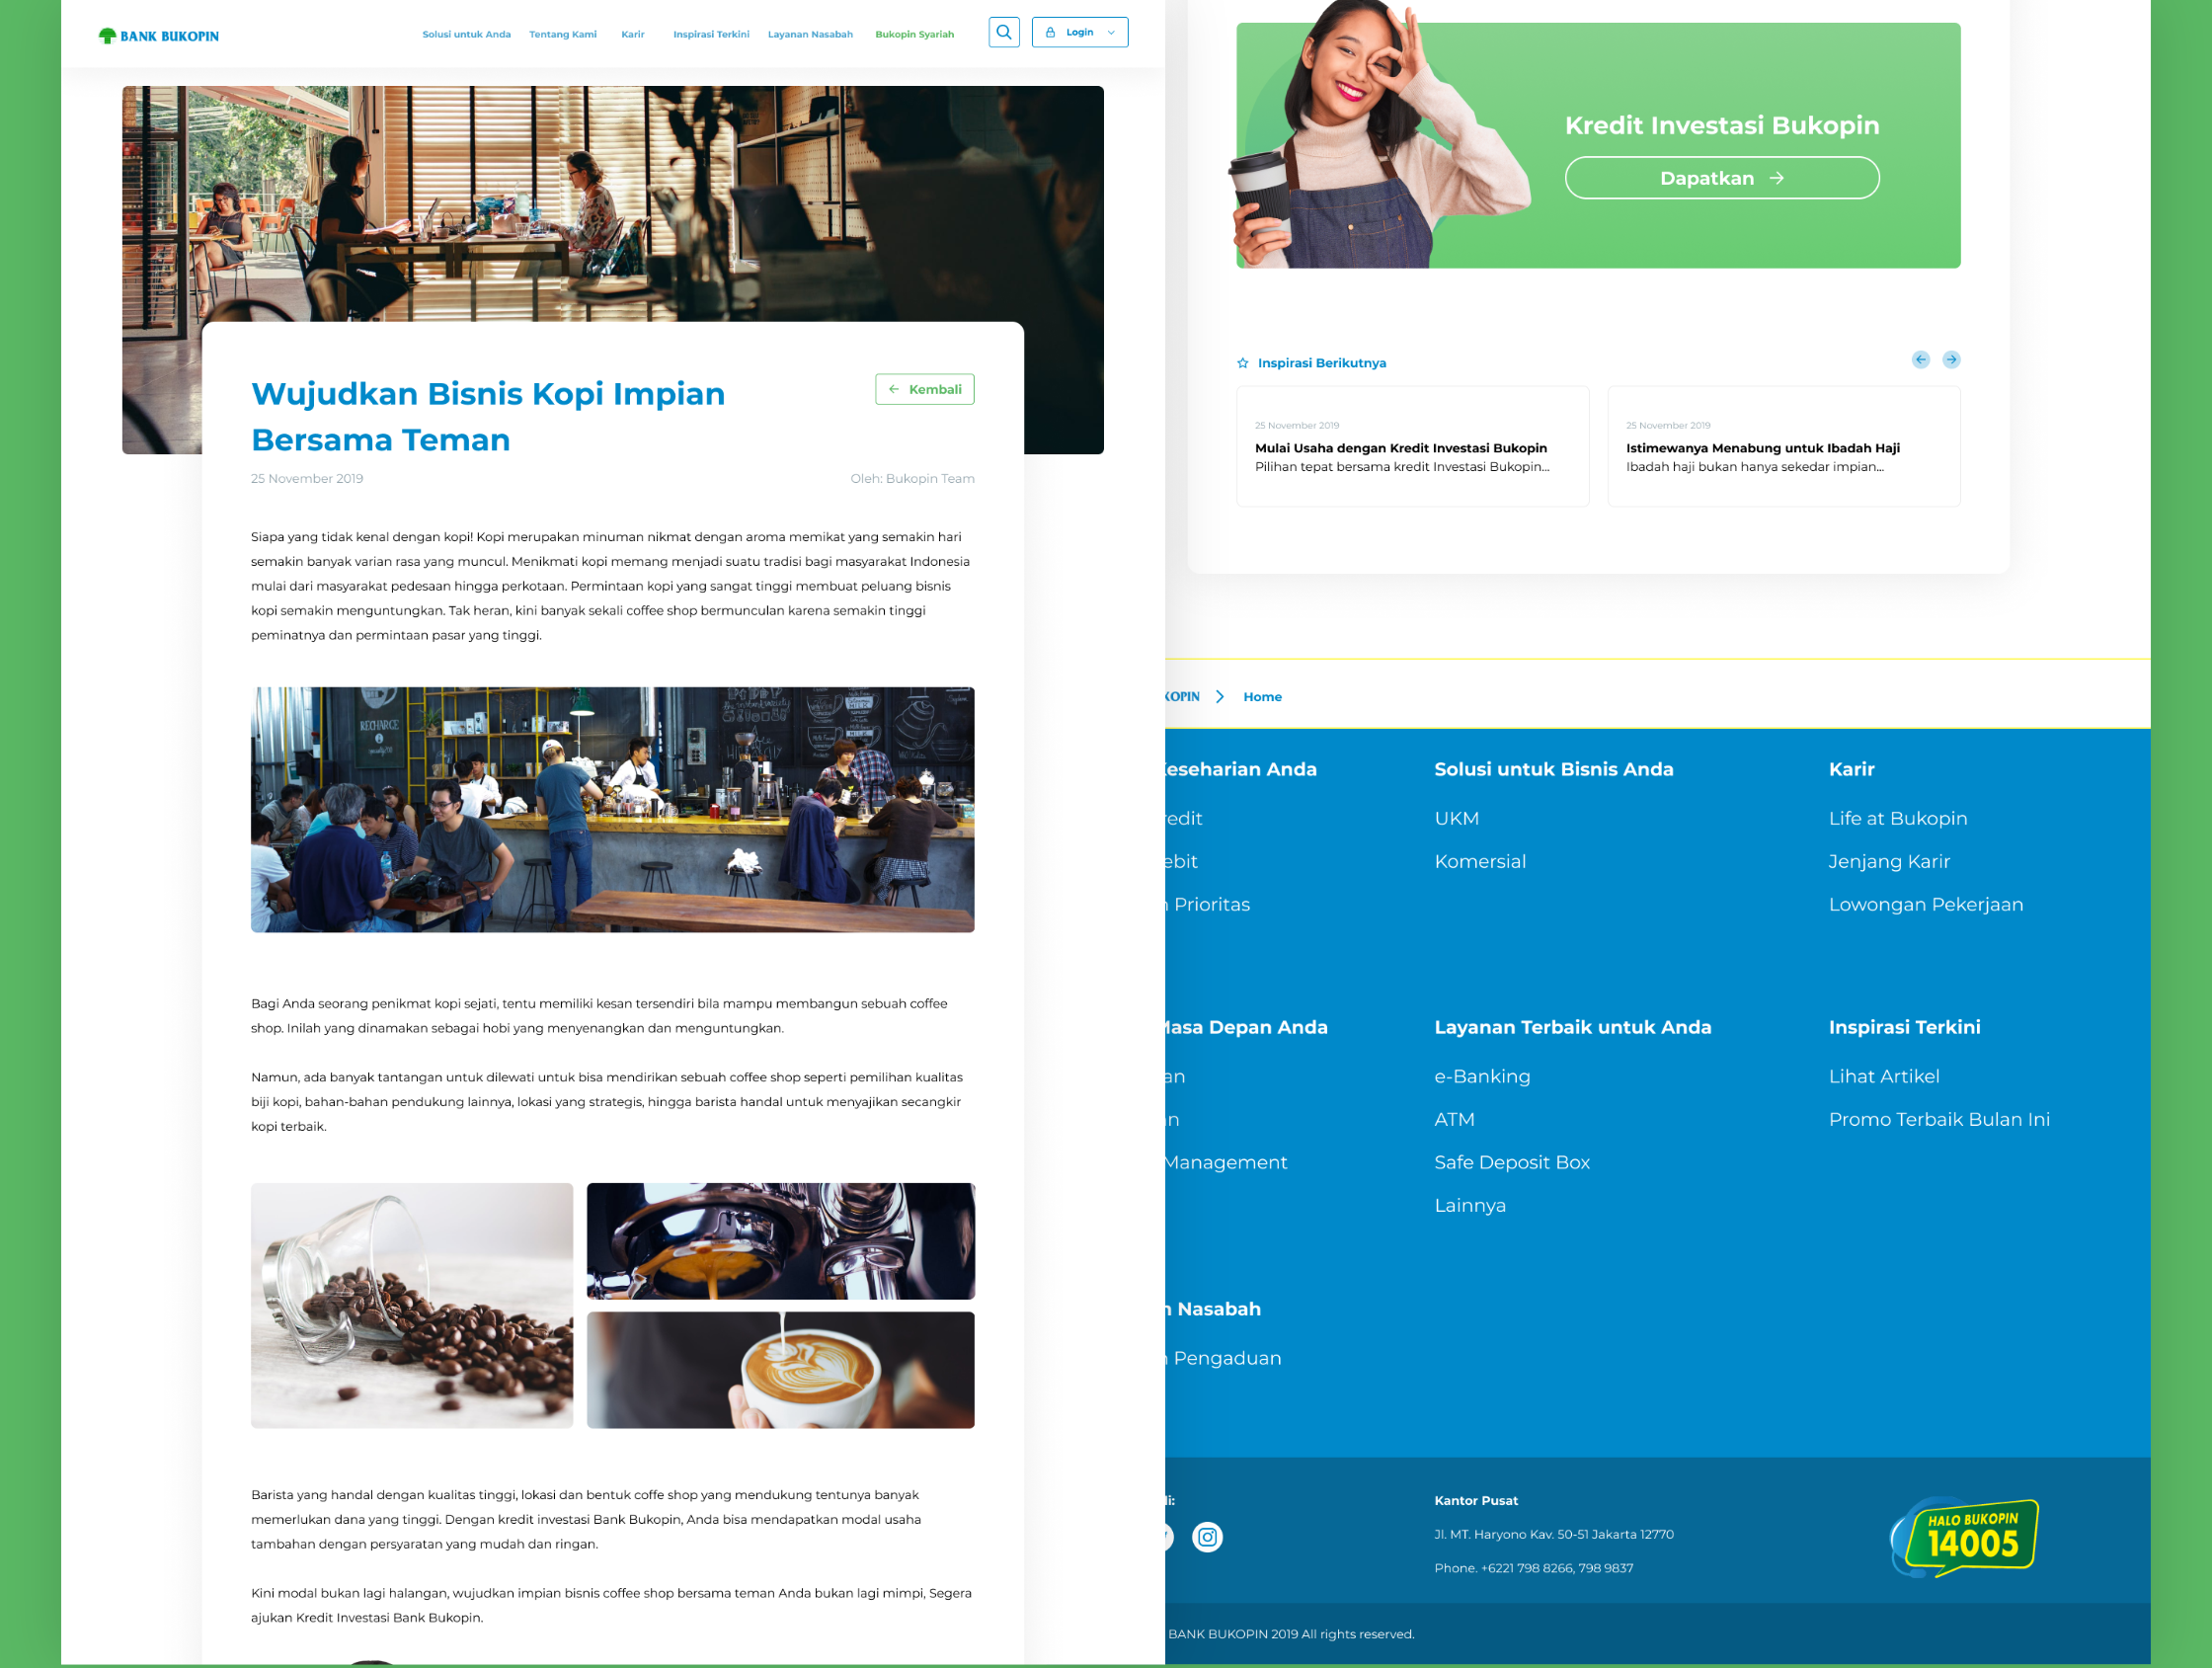 BANK BUKOPIN
Solusi untuk Anda
Tentang Kami
Karir
Inspirasi Terkini
Layanan Nasabah
Bukopin Syariah
Login
Wujudkan Bisnis Kopi Impian
Bersama Teman
Kembali
25 November 2019
Oleh: Bukopin Team
Siapa yang tidak kenal dengan kopi! Kopi merupakan minuman nikmat dengan aroma memikat yang semakin hari
semakin banyak varian rasa yang muncul. Menikmati kopi memang menjadi suatu tradisi bagi masyarakat Indonesia
mulai dari masyarakat pedesaan hingga perkotaan. Permintaan kopi yang sangat tinggi membuat peluang bisnis
kopi semakin menguntungkan. Tak heran, kini banyak sekali coffee shop bermunculan karena semakin tinggi
peminatnya dan permintaan pasar yang tinggi.
RECHARGE
Bagi Anda seorang penikmat kopi sejati, tentu memiliki kesan tersendiri bila mampu membangun sebuah coffee
shop. Inilah yang dinamakan sebagai hobi yang menyenangkan dan menguntungkan.
Namun, ada banyak tantangan untuk dilewati untuk bisa mendirikan sebuah coffee shop seperti pemilihan kualitas
biji kopi, bahan-bahan pendukung lainnya, lokasi yang strategis, hingga barista handal untuk menyajikan secangkir
kopi terbaik.
Barista yang handal dengan kualitas tinggi, lokasi dan bentuk coffe shop yang mendukung tentunya banyak
memerlukan dana yang tinggi. Dengan kredit investasi Bank Bukopin, Anda bisa mendapatkan modal usaha
tambahan dengan persyaratan yang mudah dan ringan.
Kini modal bukan lagi halangan, wujudkan impian bisnis coffee shop bersama teman Anda bukan lagi mimpi, Segera
ajukan Kredit Investasi Bank Bukopin.
Kredit Investasi Bukopin
Dapatkan
Inspirasi Berikutnya
25 November 2019
Mulai Usaha dengan Kredit Investasi Bukopin
Pilihan tepat bersama kredit Investasi Bukopin...
25 November 2019
Istimewanya Menabung untuk Ibadah Haji
Ibadah haji bukan hanya sekedar impian...
KOPIN
Home
Keseharian Anda
redit
ebit
n Prioritas
Solusi untuk Bisnis Anda
UKM
Komersial
Karir
Life at Bukopin
Jenjang Karir
Lowongan Pekerjaan
Masa Depan Anda
an
an
Management
Layanan Terbaik untuk Anda
e-Banking
ATM
Safe Deposit Box
Lainnya
Inspirasi Terkini
Lihat Artikel
Promo Terbaik Bulan Ini
n Nasabah
n Pengaduan
li:
Kantor Pusat
Jl. MT. Haryono Kav. 50-51 Jakarta 12770
Phone. +6221 798 8266, 798 9837
HALO BUKOPIN
14005
BANK BUKOPIN 2019 All rights reserved.